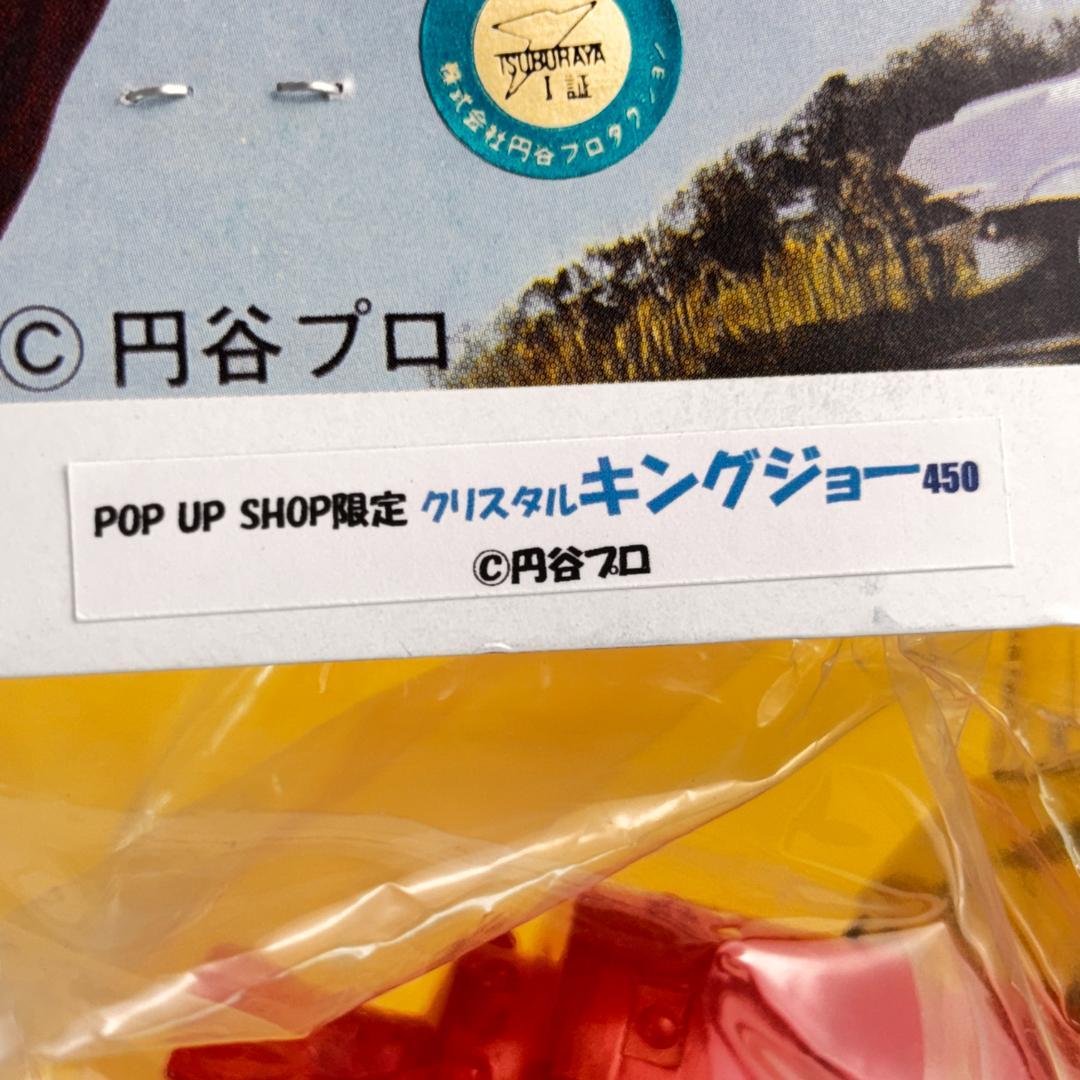 TSUBURAYA
証
株式会社円谷プロダクション
©円谷プロ
POP UP SHOP限定 クリスタルキングジョー450
©円谷プロ